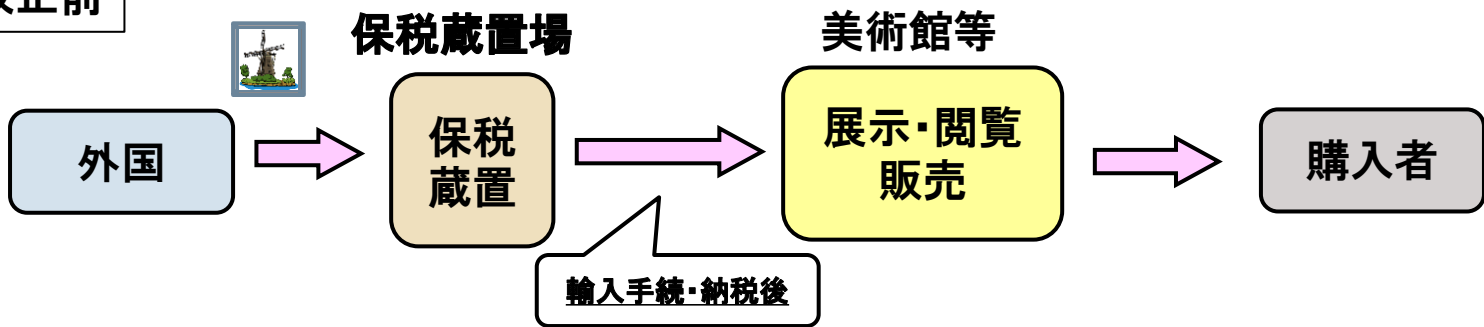 改正前
保税蔵置場
美術館等
外国
保税
蔵置
展示・閲覧
販売
購入者
輸入手続・納税後